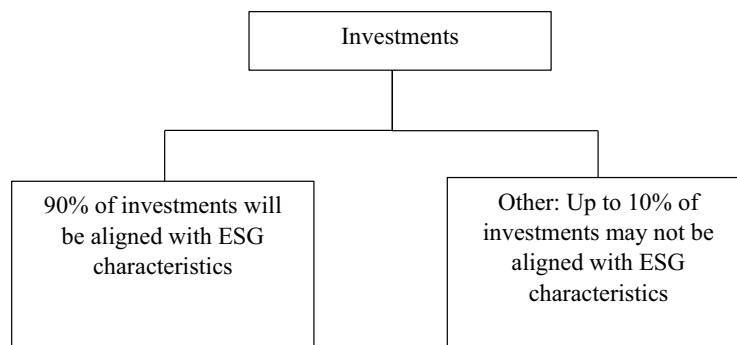 Investments
90% of investments will
be aligned with ESG
characteristics
Other: Up to 10% of
investments may not be
aligned with ESG
characteristics